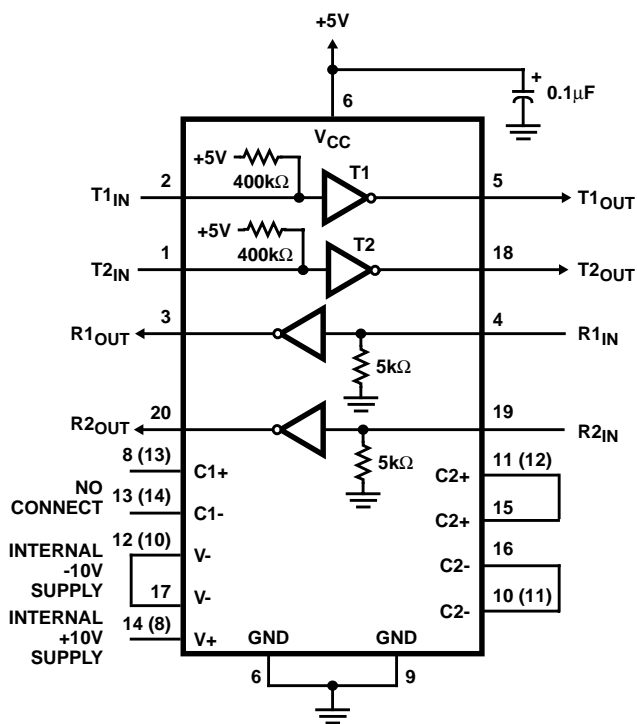 +5V
6
+
0.1μF
VCC
+5V
400kΩ
T1
2
5
T1IN
T1OUT
+5V
400kΩ
T2
1
18
T2IN
T2OUT
3
4
R1OUT
R1IN
5kΩ
20
19
R2OUT
R2IN
5kΩ
8 (13)
C1+
NO
CONNECT
13 (14)
C1-
11 (12)
C2+
15
C2+
INTERNAL
-10V
SUPPLY
12 (10)
V-
17
V-
16
C2-
10 (11)
C2-
INTERNAL
+10V
SUPPLY
14 (8)
V+
GND
GND
6
9